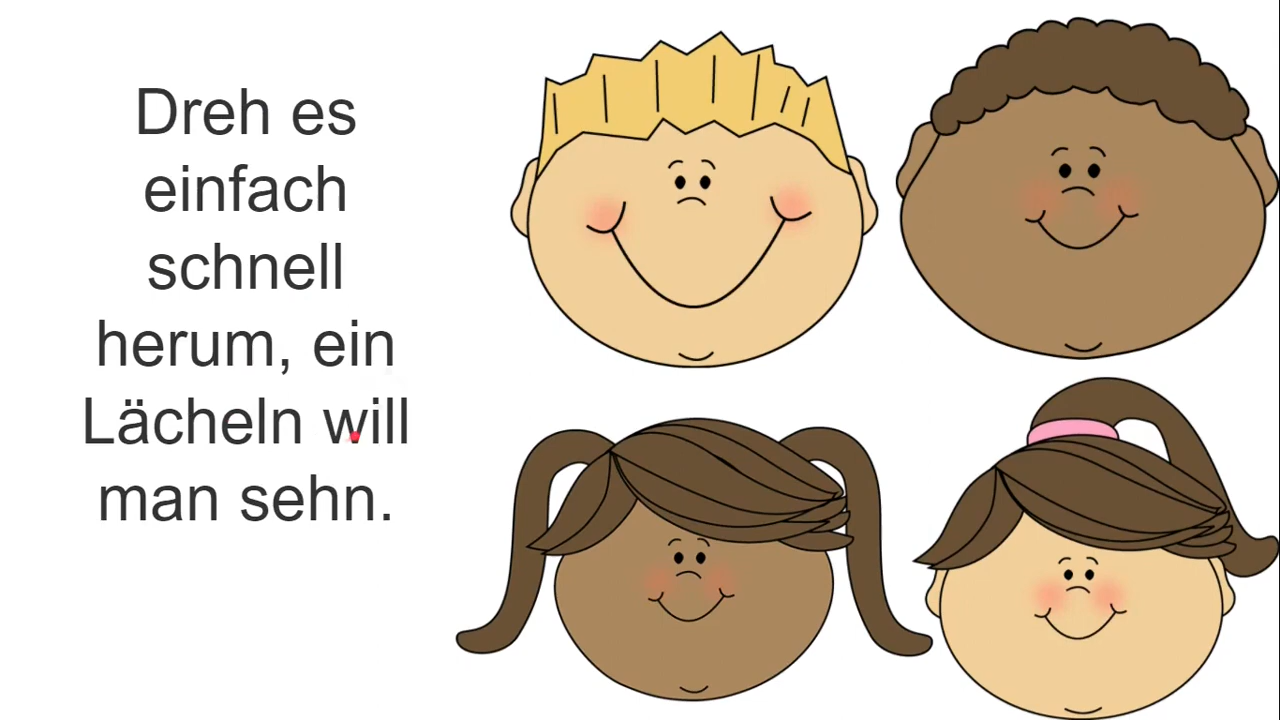 Dreh es
einfach
schnell
herum, ein
Lächeln will
man sehn.